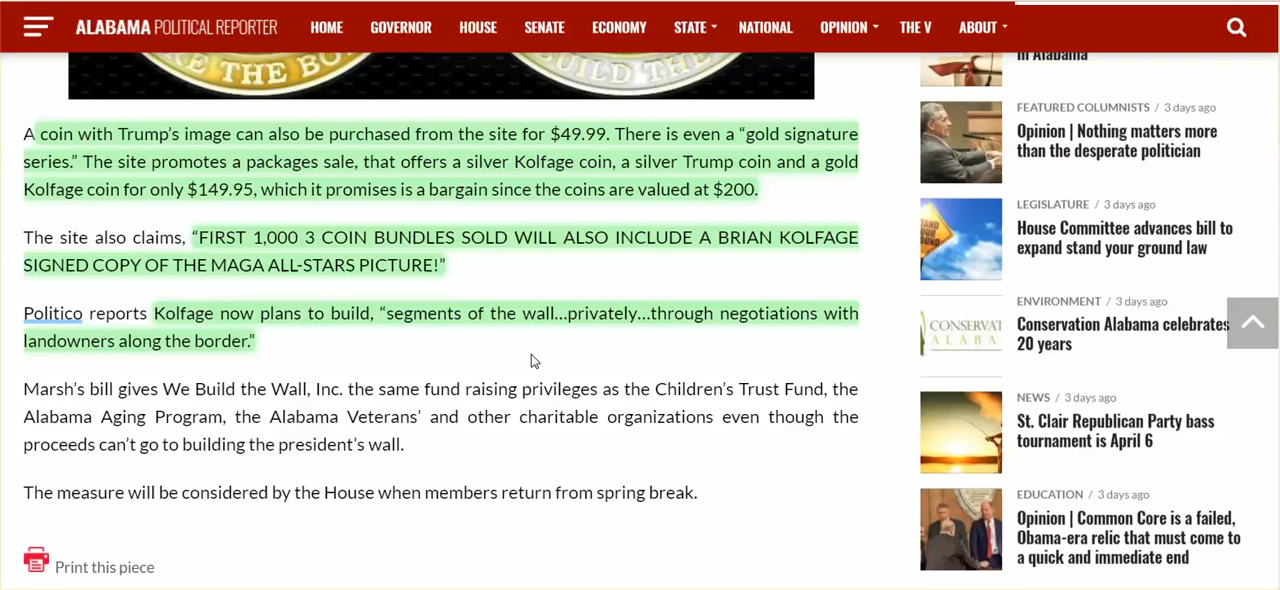 ALABAMA POLITICAL REPORTER HOME GOVERNOR HOUSE SENATE ECONOMY STATE NATIONAL OPINION THE V ABOUT
THE BO
BUILD THE
A coin with Trump's image can also be purchased from the site for $49.99. There is even a “gold signature
series.” The site promotes a packages sale, that offers a silver Kolfage coin, a silver Trump coin and a gold
Kolfage coin for only $149.95, which it promises is a bargain since the coins are valued at $200.
The site also claims, “FIRST 1,000 3 COIN BUNDLES SOLD WILL ALSO INCLUDE A BRIAN KOLFAGE
SIGNED COPY OF THE MAGA ALL-STARS PICTURE!”
Politico reports Kolfage now plans to build, “segments of the wall…privately…through negotiations with
landowners along the border.”
Marsh's bill gives We Build the Wall, Inc. the same fund raising privileges as the Children's Trust Fund, the
Alabama Aging Program, the Alabama Veterans' and other charitable organizations even though the
proceeds can't go to building the president's wall.
The measure will be considered by the House when members return from spring break.
Print this piece
in Alabama
FEATURED COLUMNISTS / 3 days ago
Opinion | Nothing matters more
than the desperate politician
LEGISLATURE / 3 days ago
House Committee advances bill to
expand stand your ground law
ENVIRONMENT / 3 days ago
Conservation Alabama celebrates
20 years
CONSERVAT
ALABA
NEWS / 3 days ago
St. Clair Republican Party bass
tournament is April 6
EDUCATION / 3 days ago
Opinion | Common Core is a failed,
Obama-era relic that must come to
a quick and immediate end